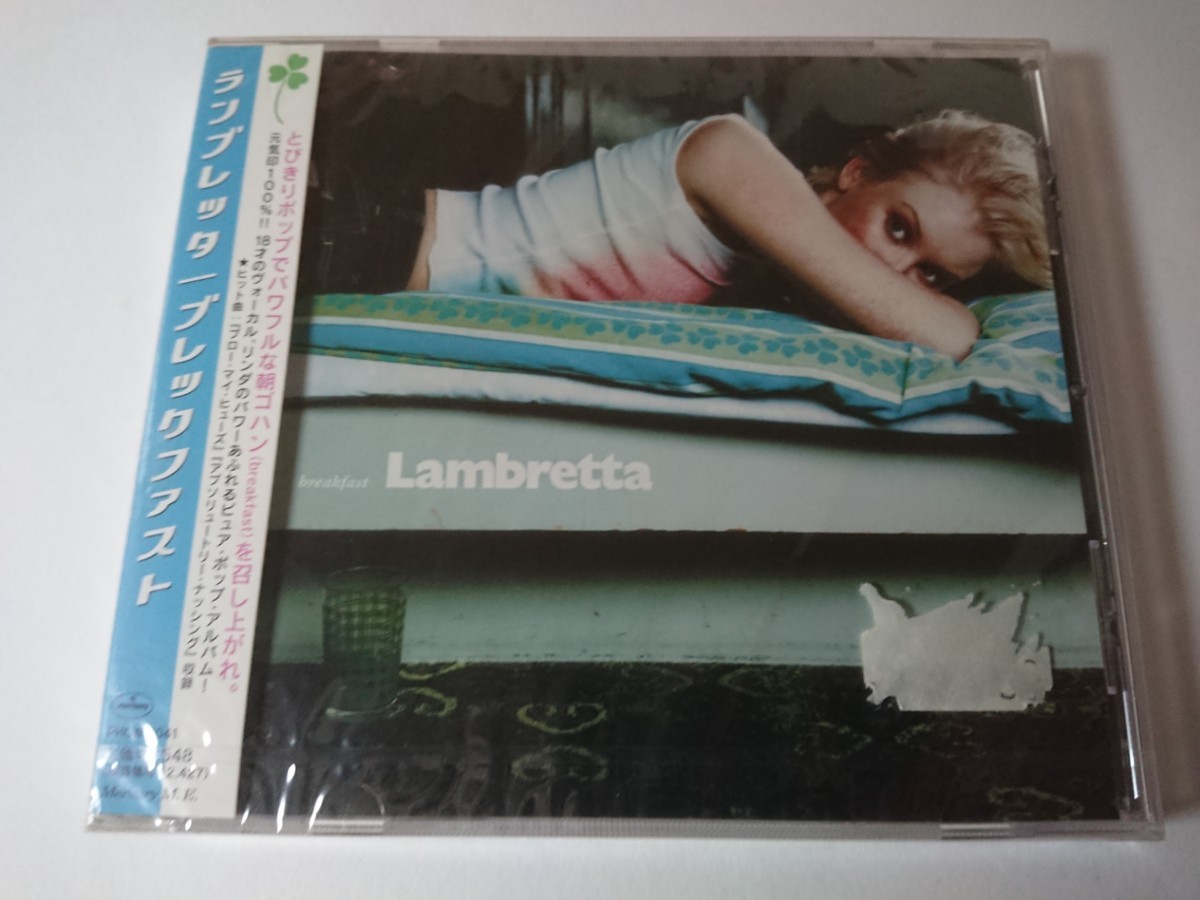 ランブレッタ/ブレックファスト
とびきりポップでパワフルな朝ゴハン(breakfast)を召し上がれ。
元気印100%!! 18才のヴォーカル、リンダのパワーあふれるピュア・ポップ・アルバム!
★ヒット曲:「ブロー・マイ・ヒューズ」「アブソリュートリー・ナッシング」収録
mercury
Mercury M.E.
breakfast Lambretta